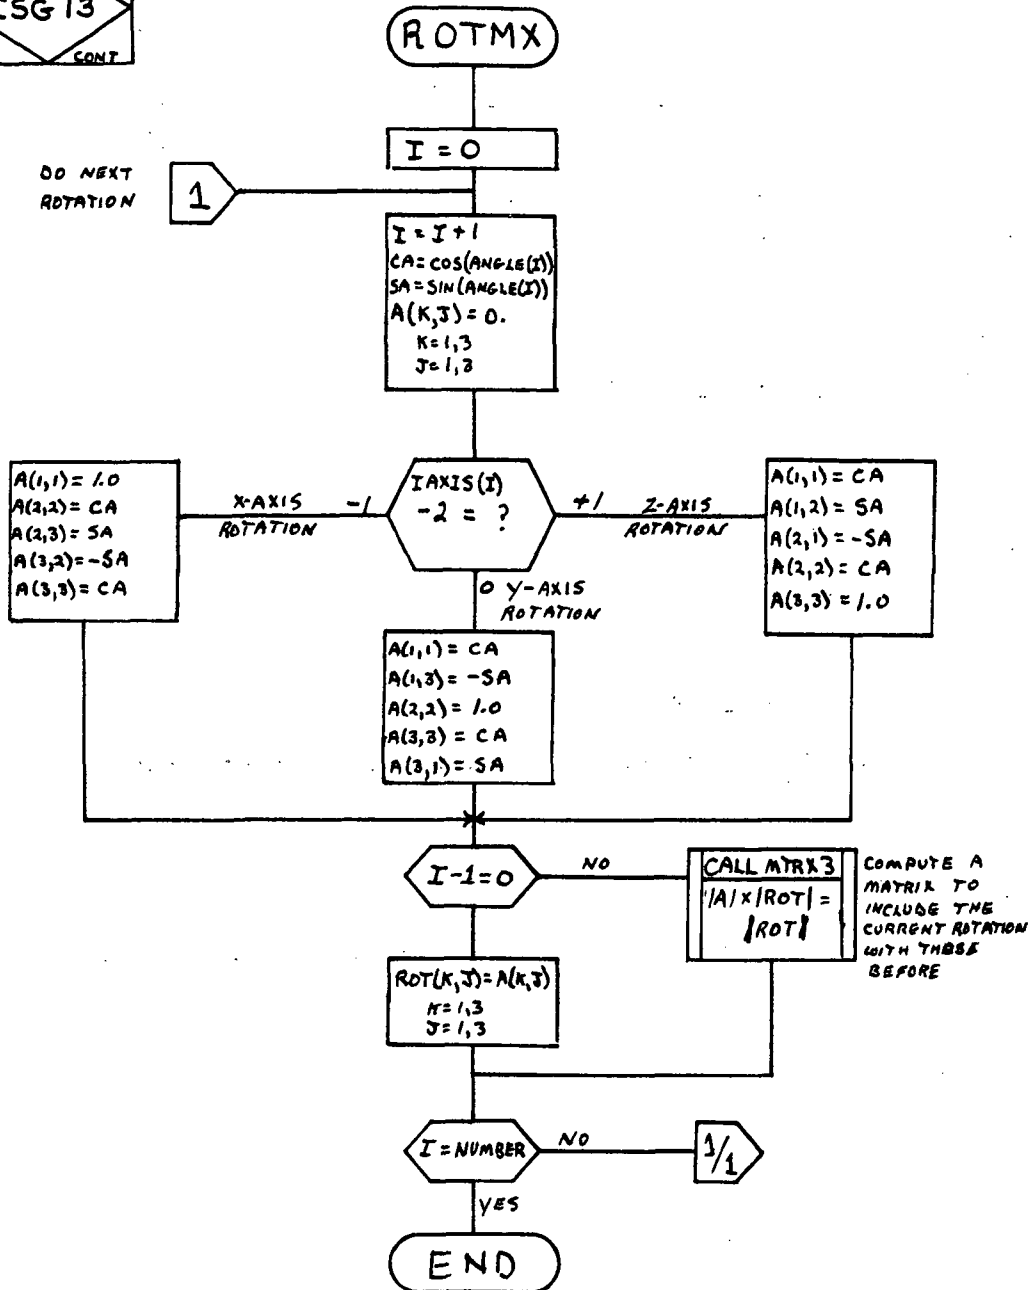 CSG 13
CONT
ROTMX
I = 0
DO NEXT
ROTATION
1
I = I + 1
CA = COS(ANGLE(I))
SA = SIN(ANGLE(I))
A(K,J) = 0.
K = 1,3
J = 1,3
A(1,1) = 1.0
A(2,2) = CA
A(2,3) = SA
A(3,2) = -SA
A(3,3) = CA
X-AXIS
ROTATION
-1
IAXIS(I)
-2 = ?
+1
Z-AXIS
ROTATION
A(1,1) = CA
A(1,2) = SA
A(2,1) = -SA
A(2,2) = CA
A(3,3) = 1.0
0 Y-AXIS
ROTATION
A(1,1) = CA
A(1,3) = -SA
A(2,2) = 1.0
A(3,3) = CA
A(3,1) = SA
I-1=0
NO
CALL MTRX3
|A| x |ROT| =
|ROT|
COMPUTE A
MATRIX TO
INCLUDE THE
CURRENT ROTATION
WITH THESE
BEFORE
ROT(K,J) = A(K,J)
K = 1,3
J = 1,3
I = NUMBER
NO
1/1
YES
END